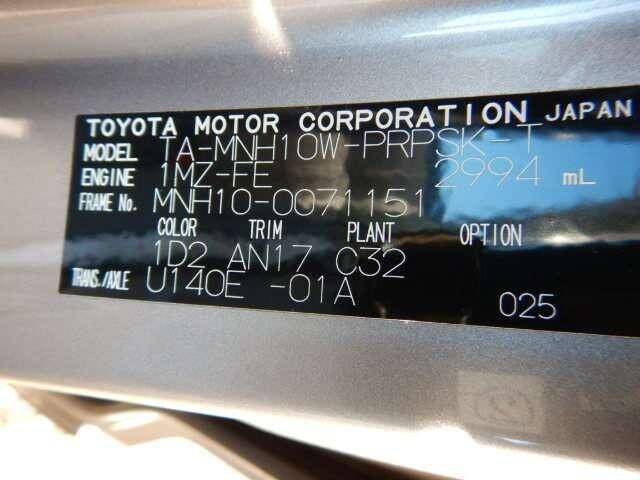 TOYOTA MOTOR CORPORATION JAPAN
MODEL TA-MNH10W-PRPSK-T
ENGINE 1MZ-FE 2994 mL
FRAME No. MNH10-0071151
COLOR TRIM PLANT OPTION
1D2 AN17 C32
TRANS./AXLE U140E -01A
025